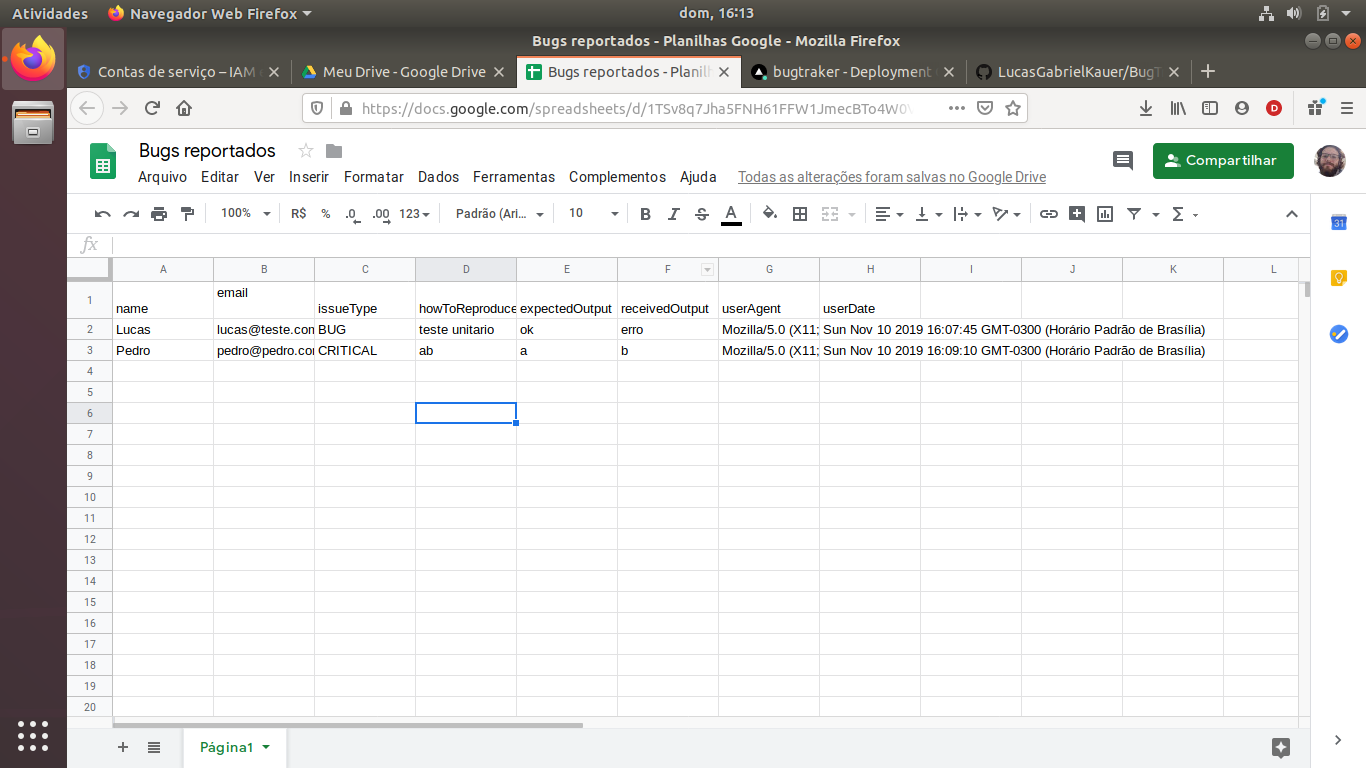 Atividades Navegador Web Firefox dom, 16:13
Bugs reportados - Planilhas Google - Mozilla Firefox
Contas de serviço – IAM Meu Drive - Google Drive Bugs reportados - Planil bugtraker - Deployment LucasGabrielKauer/BugT
https://docs.google.com/spreadsheets/d/1TSv8q7Jha5FNH61FFW1JmecBTo4W0
Bugs reportados
Compartilhar
Arquivo Editar Ver Inserir Formatar Dados Ferramentas Complementos Ajuda Todas as alterações foram salvas no Google Drive
100% R$ % .0 .00 123 Padrão (Ari... 10 B I S A Σ
31
fx
A B C D E F G H I J K L
1 name email issueType howToReproduce expectedOutput receivedOutput userAgent userDate
2 Lucas lucas@teste.com BUG teste unitario ok erro Mozilla/5.0 (X11; Sun Nov 10 2019 16:07:45 GMT-0300 (Horário Padrão de Brasília)
3 Pedro pedro@pedro.co CRITICAL ab a b Mozilla/5.0 (X11; Sun Nov 10 2019 16:09:10 GMT-0300 (Horário Padrão de Brasília)
4
5
6
7
8
9
10
11
12
13
14
15
16
17
18
19
20
Página1